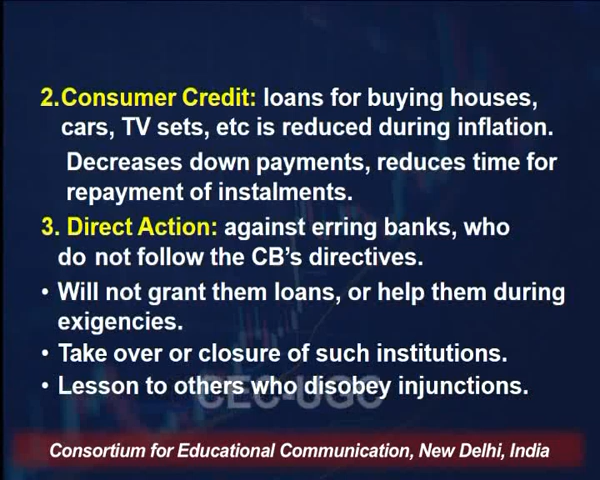 2.Consumer Credit: loans for buying houses,
cars, TV sets, etc is reduced during inflation.
Decreases down payments, reduces time for
repayment of instalments.
3. Direct Action: against erring banks, who
do not follow the CB's directives.
• Will not grant them loans, or help them during
exigencies.
• Take over or closure of such institutions.
• Lesson to others who disobey injunctions.
CEC-UGC
Consortium for Educational Communication, New Delhi, India